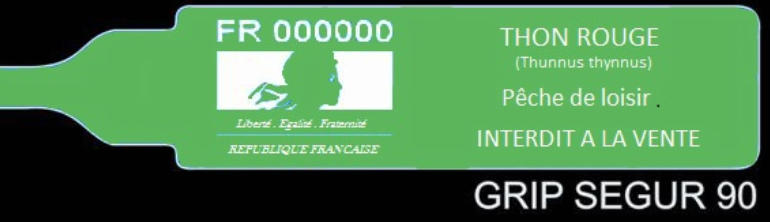 FR 000000
Liberté . Egalité . Fraternité
REPUBLIQUE FRANCAISE
THON ROUGE
(Thunnus thynnus)
Pêche de loisir .
INTERDIT A LA VENTE
GRIP SEGUR 90